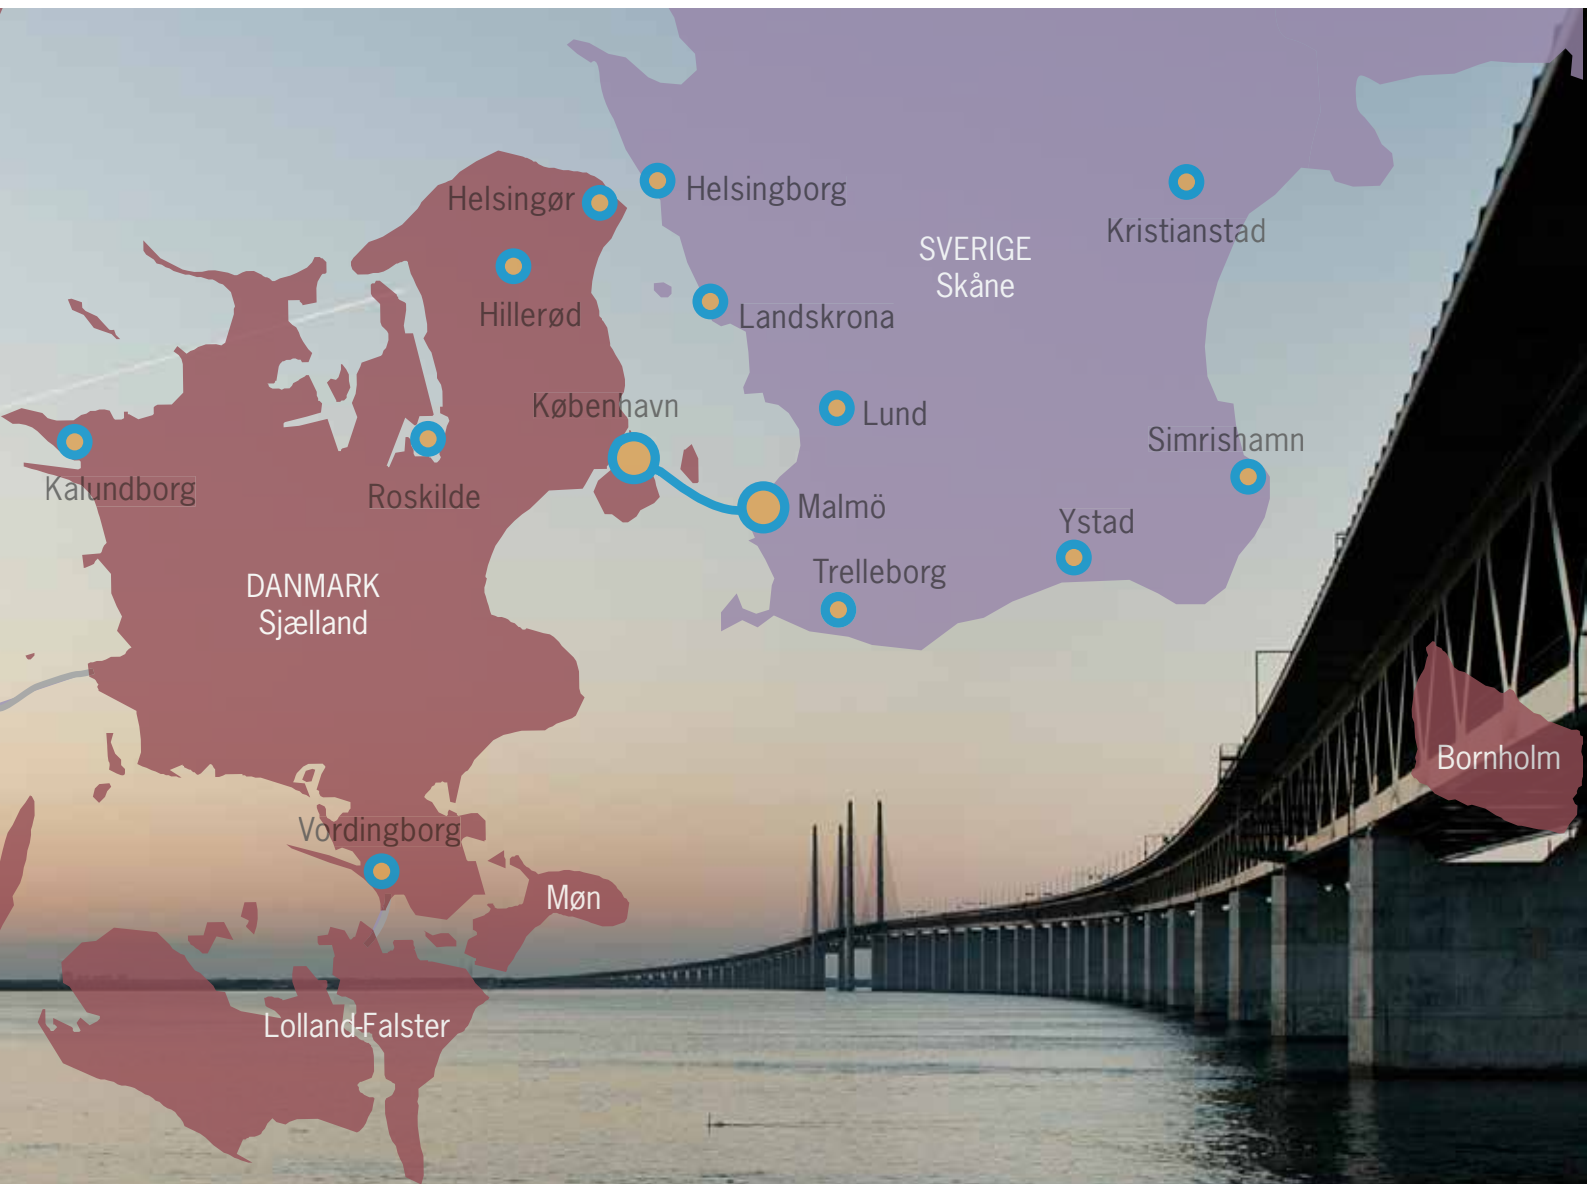 Helsingør
Helsingborg
Kristianstad
SVERIGE
Skåne
Hillerød
Landskrona
København
Lund
Simrishamn
Kalundborg
Roskilde
Malmö
Ystad
Trelleborg
DANMARK
Sjælland
Bornholm
Vordingborg
Møn
Lolland-Falster